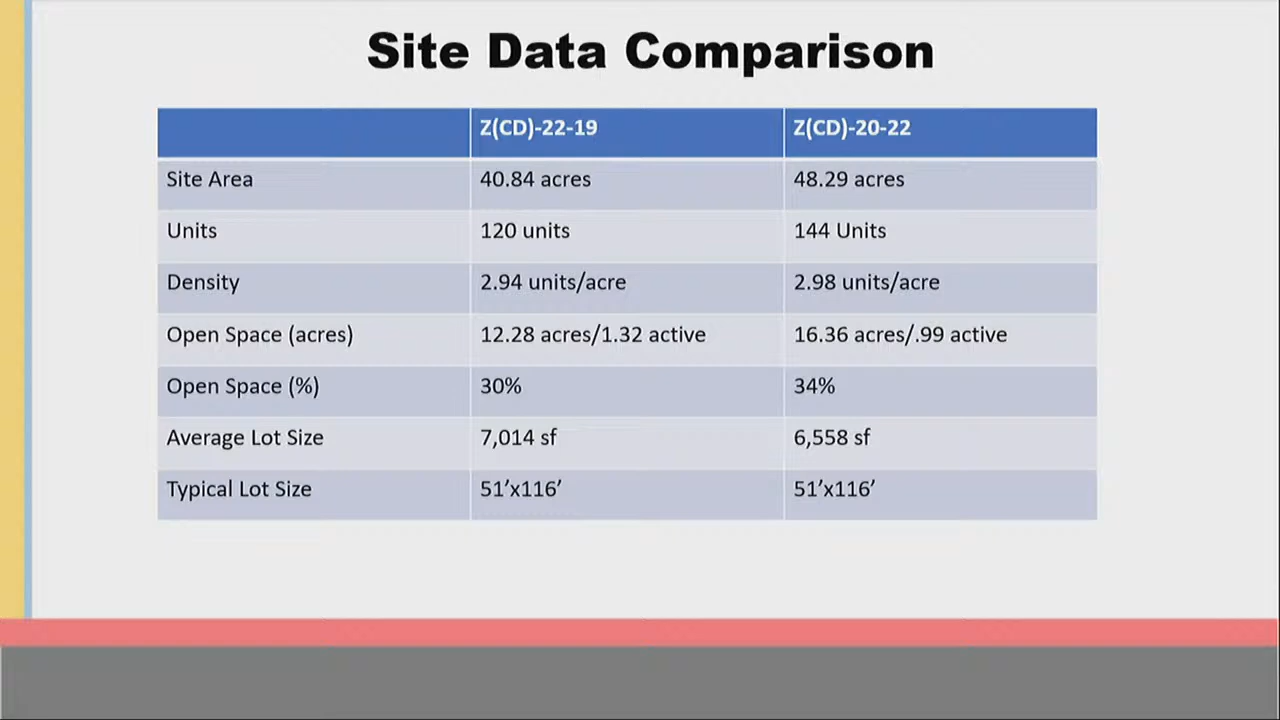 Site Data Comparison
Z(CD)-22-19 Z(CD)-20-22
Site Area 40.84 acres 48.29 acres
Units 120 units 144 Units
Density 2.94 units/acre 2.98 units/acre
Open Space (acres) 12.28 acres/1.32 active 16.36 acres/.99 active
Open Space (%) 30% 34%
Average Lot Size 7,014 sf 6,558 sf
Typical Lot Size 51’x116’ 51’x116’